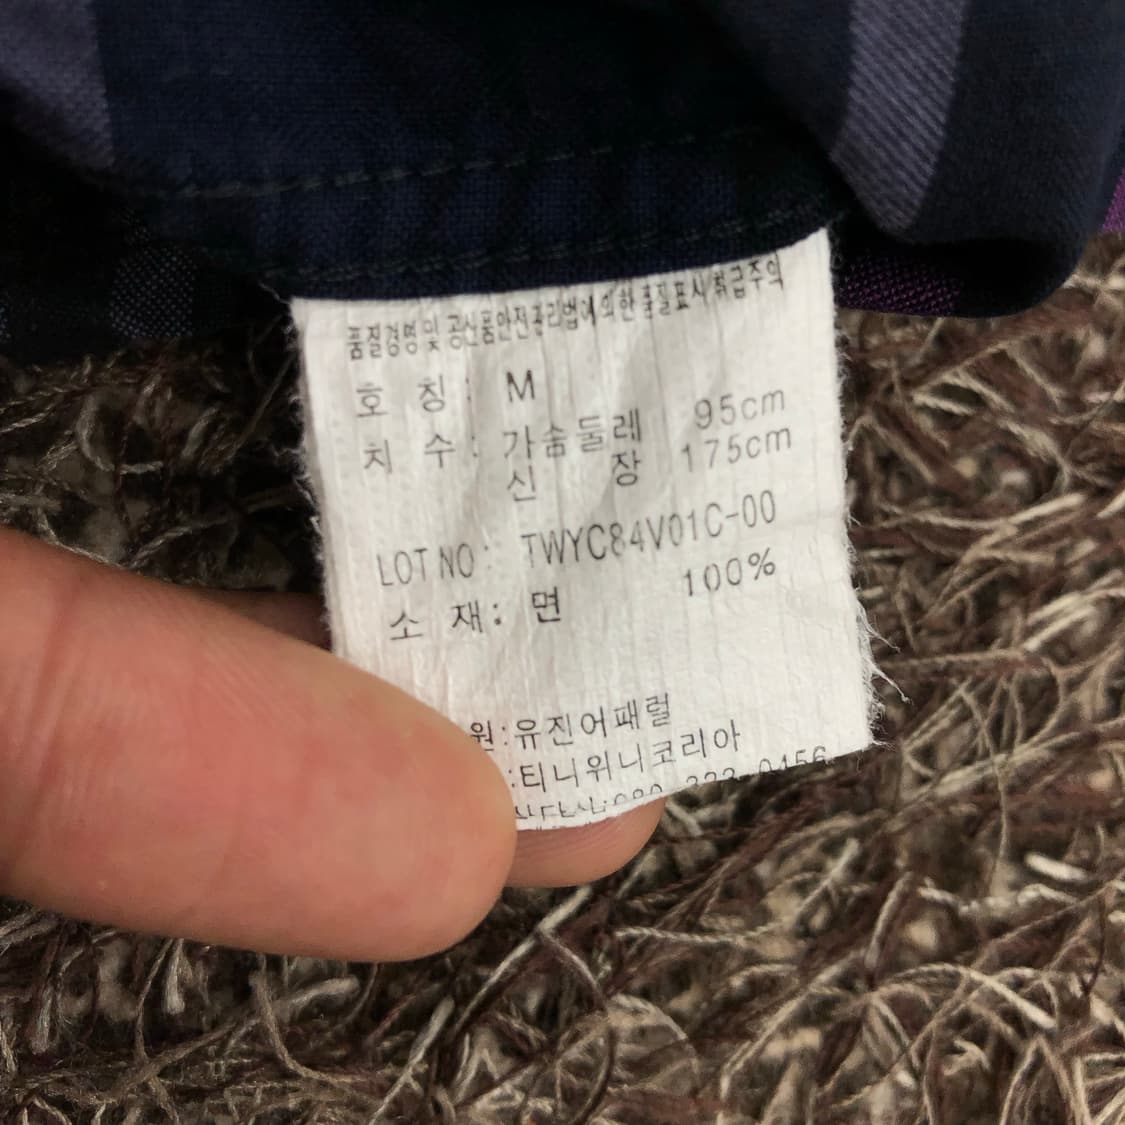 품질경영 및 공산품안전관리법에 의한 품질표시 취급주의
호 칭: M
치 수: 가슴둘레 95cm
신 장 175cm
LOT NO: TWYC84V01C-00
소 재: 면 100%
원:유진어패럴
:티니위니코리아